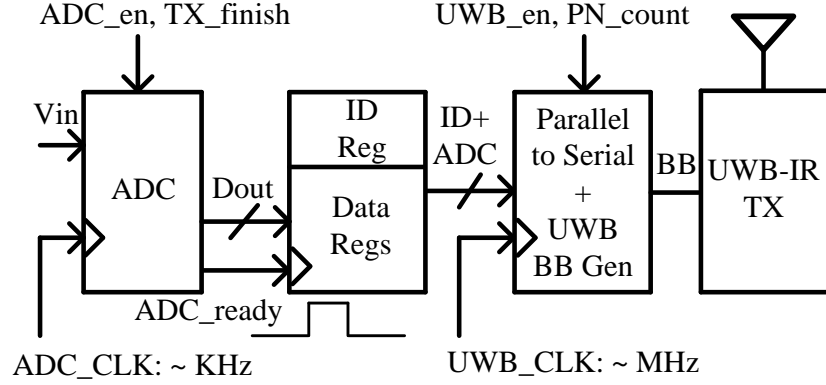 ADC_en, TX_finish
UWB_en, PN_count
Vin
ADC
Dout
ADC_ready
ID
Reg
Data
Regs
ID+
ADC
Parallel
to Serial
+
UWB
BB Gen
BB
UWB-IR
TX
ADC_CLK: ~ KHz
UWB_CLK: ~ MHz